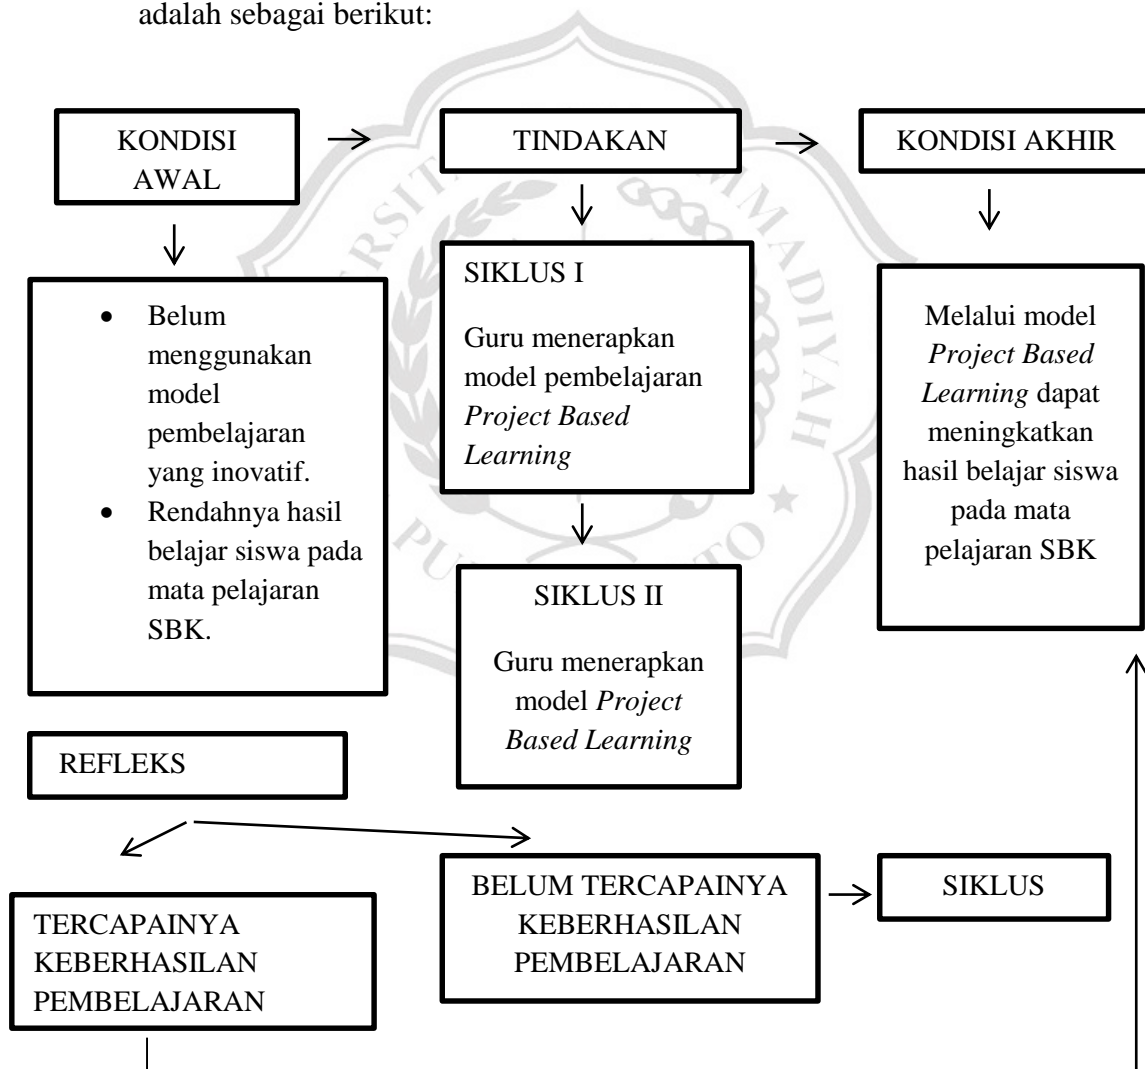 adalah sebagai berikut:
KONDISI
AWAL
TINDAKAN
KONDISI AKHIR
• Belum
menggunakan
model
pembelajaran
yang inovatif.
• Rendahnya hasil
belajar siswa pada
mata pelajaran
SBK.
SIKLUS I
Guru menerapkan
model pembelajaran
Project Based
Learning
Melalui model
Project Based
Learning dapat
meningkatkan
hasil belajar siswa
pada mata
pelajaran SBK
SIKLUS II
Guru menerapkan
model Project
Based Learning
REFLEKS
TERCAPAINYA
KEBERHASILAN
PEMBELAJARAN
BELUM TERCAPAINYA
KEBERHASILAN
PEMBELAJARAN
SIKLUS